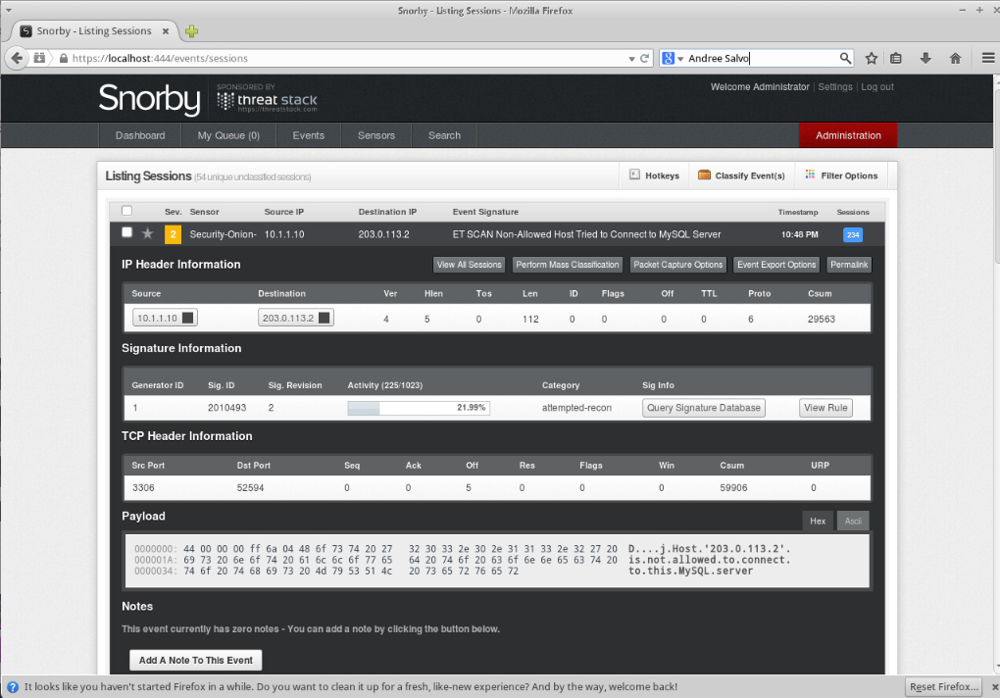 Snorby - Listing Sessions - Mozilla Firefox
Snorby - Listing Sessions
https://localhost:444/events/sessions
Andree Salvo
Snorby SPONSORED BY threat stack https://threatstack.com
Welcome Administrator | Settings | Log out
Dashboard My Queue (0) Events Sensors Search Administration
Listing Sessions (54 unique unclassified sessions) Hotkeys Classify Event(s) Filter Options
Sev. Sensor Source IP Destination IP Event Signature Timestamp Sessions
2 Security-Onion- 10.1.1.10 203.0.113.2 ET SCAN Non-Allowed Host Tried to Connect to MySQL Server 10:48 PM 234
IP Header Information View All Sessions Perform Mass Classification Packet Capture Options Event Export Options Permalink
Source Destination Ver Hlen Tos Len ID Flags Off TTL Proto Csum
10.1.1.10 203.0.113.2 4 5 0 112 0 0 0 0 6 29563
Signature Information
Generator ID Sig. ID Sig. Revision Activity (225/1023) Category Sig Info
1 2010493 2 21.99% attempted-recon Query Signature Database View Rule
TCP Header Information
Src Port Dst Port Seq Ack Off Res Flags Win Csum URP
3306 52594 0 0 5 0 0 0 59906 0
Payload Hex Ascii
0000000: 44 00 00 00 ff 6a 04 48 6f 73 74 20 27 32 30 33 2e 30 2e 31 31 33 2e 32 27 20 D....j.Host.'203.0.113.2'.
000001A: 69 73 20 6e 6f 74 20 61 6c 6c 6f 77 65 64 20 74 6f 20 63 6f 6e 6e 65 63 74 20 is.not.allowed.to.connect.
0000034: 74 6f 20 74 68 69 73 20 4d 79 53 51 4c 20 73 65 72 76 65 72 to.this.MySQL.server
Notes
This event currently has zero notes - You can add a note by clicking the button below.
Add A Note To This Event
It looks like you haven't started Firefox in a while. Do you want to clean it up for a fresh, like-new experience? And by the way, welcome back! Reset Firefox...